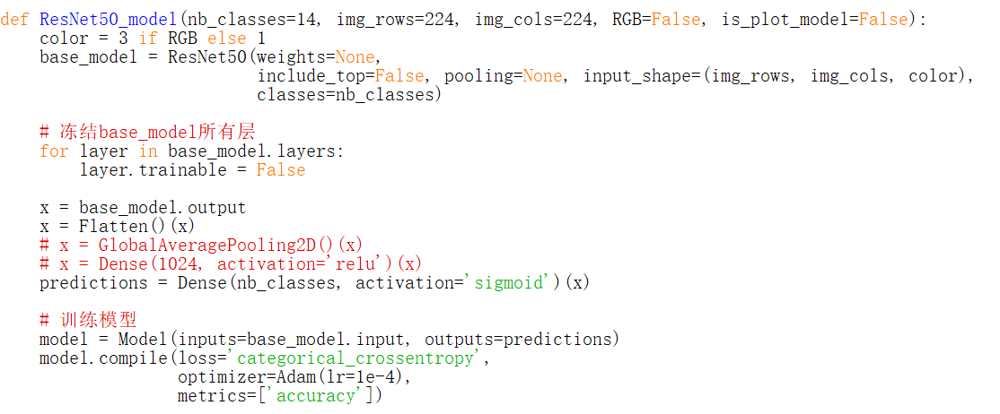 def ResNet50_model(nb_classes=14, img_rows=224, img_cols=224, RGB=False, is_plot_model=False):
    color = 3 if RGB else 1
    base_model = ResNet50(weights=None,
                          include_top=False, pooling=None, input_shape=(img_rows, img_cols, color),
                          classes=nb_classes)
    # 冻结base_model所有层
    for layer in base_model.layers:
        layer.trainable = False
    x = base_model.output
    x = Flatten()(x)
    # x = GlobalAveragePooling2D()(x)
    # x = Dense(1024, activation='relu')(x)
    predictions = Dense(nb_classes, activation='sigmoid')(x)
    # 训练模型
    model = Model(inputs=base_model.input, outputs=predictions)
    model.compile(loss='categorical_crossentropy',
                  optimizer=Adam(lr=1e-4),
                  metrics=['accuracy'])